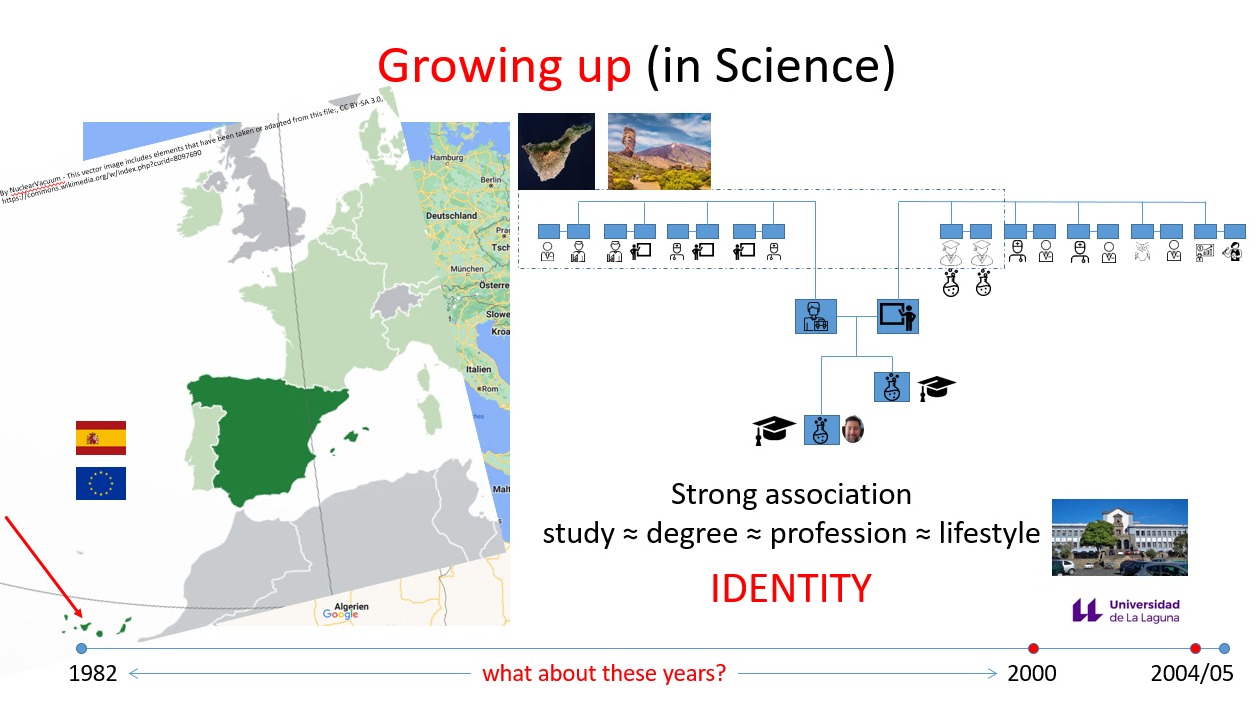 Growing up (in Science)
By NuclearVacuum - This vector image includes elements that have been taken or adapted from this file:, CC BY-SA 3.0,
https://commons.wikimedia.org/w/index.php?curid=8097690
Hamburg
Berlin
Deutschland
Pra
Tsch
München
Österre
Slowe
Kroa
Italien
Rom
Malt
Algerien
Google
Strong association
study ≈ degree ≈ profession ≈ lifestyle
IDENTITY
Universidad
de La Laguna
1982
what about these years?
2000
2004/05